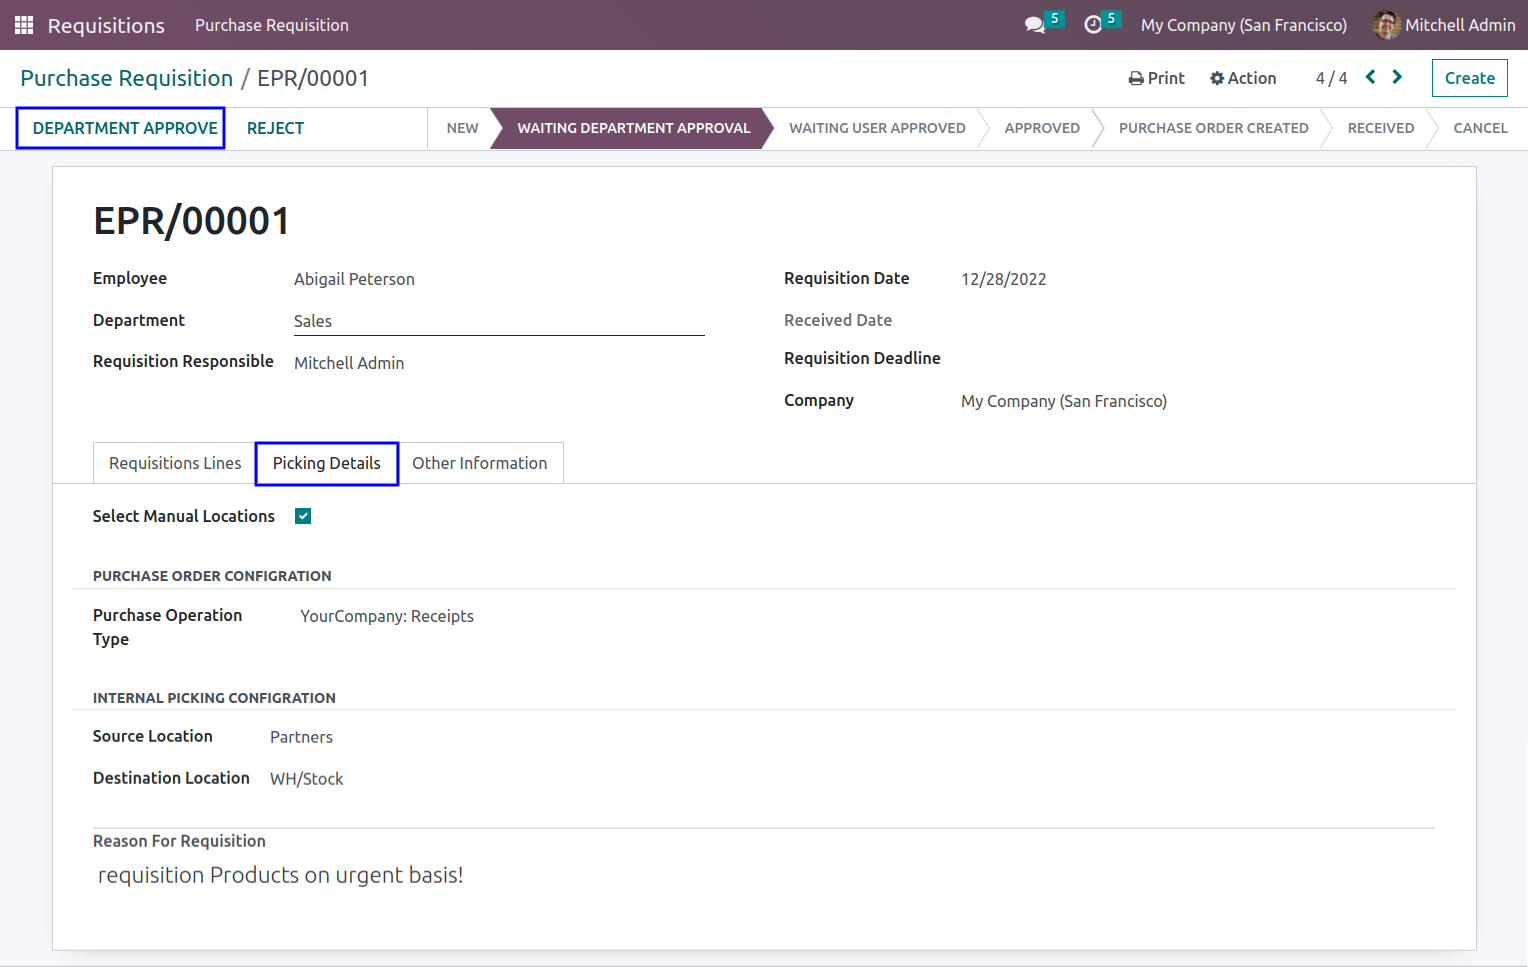 Requisitions Purchase Requisition 5 5 My Company (San Francisco) Mitchell Admin
Purchase Requisition / EPR/00001 Print Action 4 / 4 Create
DEPARTMENT APPROVE REJECT NEW WAITING DEPARTMENT APPROVAL WAITING USER APPROVED APPROVED PURCHASE ORDER CREATED RECEIVED CANCEL
EPR/00001
Employee Abigail Peterson Requisition Date 12/28/2022
Department Sales Received Date
Requisition Responsible Mitchell Admin Requisition Deadline
Company My Company (San Francisco)
Requisitions Lines Picking Details Other Information
Select Manual Locations
PURCHASE ORDER CONFIGRATION
Purchase Operation YourCompany: Receipts
Type
INTERNAL PICKING CONFIGRATION
Source Location Partners
Destination Location WH/Stock
Reason For Requisition
requisition Products on urgent basis!